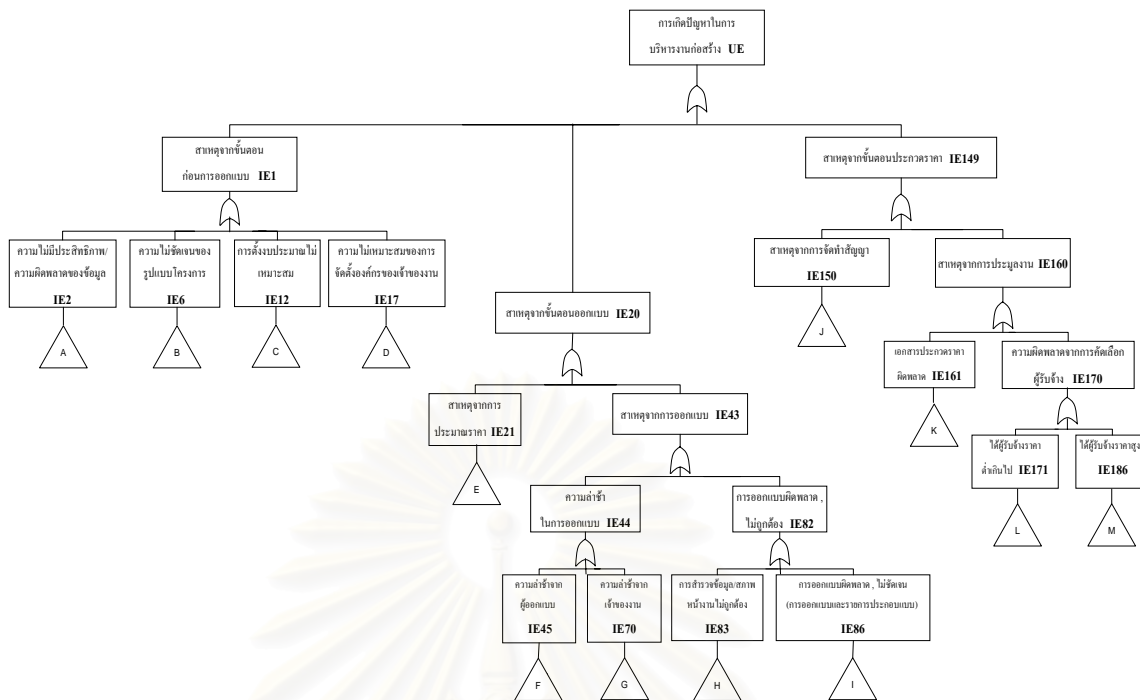 การเกิดปัญหาในการ
บริหารงานก่อสร้าง UE
สาเหตุจากขั้นตอน
ก่อนการออกแบบ IE1
สาเหตุจากขั้นตอนประกวดราคา IE149
ความไม่มีประสิทธิภาพ/
ความผิดพลาดของข้อมูล
IE2
ความไม่ชัดเจนของ
รูปแบบโครงการ
IE6
การตั้งงบประมาณไม่
เหมาะสม
IE12
ความไม่เหมาะสมของการ
จัดตั้งองค์กรของเจ้าของงาน
IE17
A
B
C
D
สาเหตุจากการจัดทำสัญญา
IE150
สาเหตุจากการประมูลงาน IE160
J
สาเหตุจากขั้นตอนออกแบบ IE20
เอกสารประกวดราคา
ผิดพลาด IE161
ความผิดพลาดจากการคัดเลือก
ผู้รับจ้าง IE170
K
สาเหตุจากการ
ประมาณราคา IE21
สาเหตุจากการออกแบบ IE43
E
ได้ผู้รับจ้างราคา
ต่ำเกินไป IE171
ได้ผู้รับจ้างราคาสูง
IE186
L
M
ความล่าช้า
ในการออกแบบ IE44
การออกแบบผิดพลาด ,
ไม่ถูกต้อง IE82
ความล่าช้าจาก
ผู้ออกแบบ
IE45
ความล่าช้าจาก
เจ้าของงาน
IE70
การสำรวจข้อมูล/สภาพ
หน้างานไม่ถูกต้อง
IE83
การออกแบบผิดพลาด , ไม่ชัดเจน
(การออกแบบและรายการประกอบแบบ)
IE86
F
G
H
I